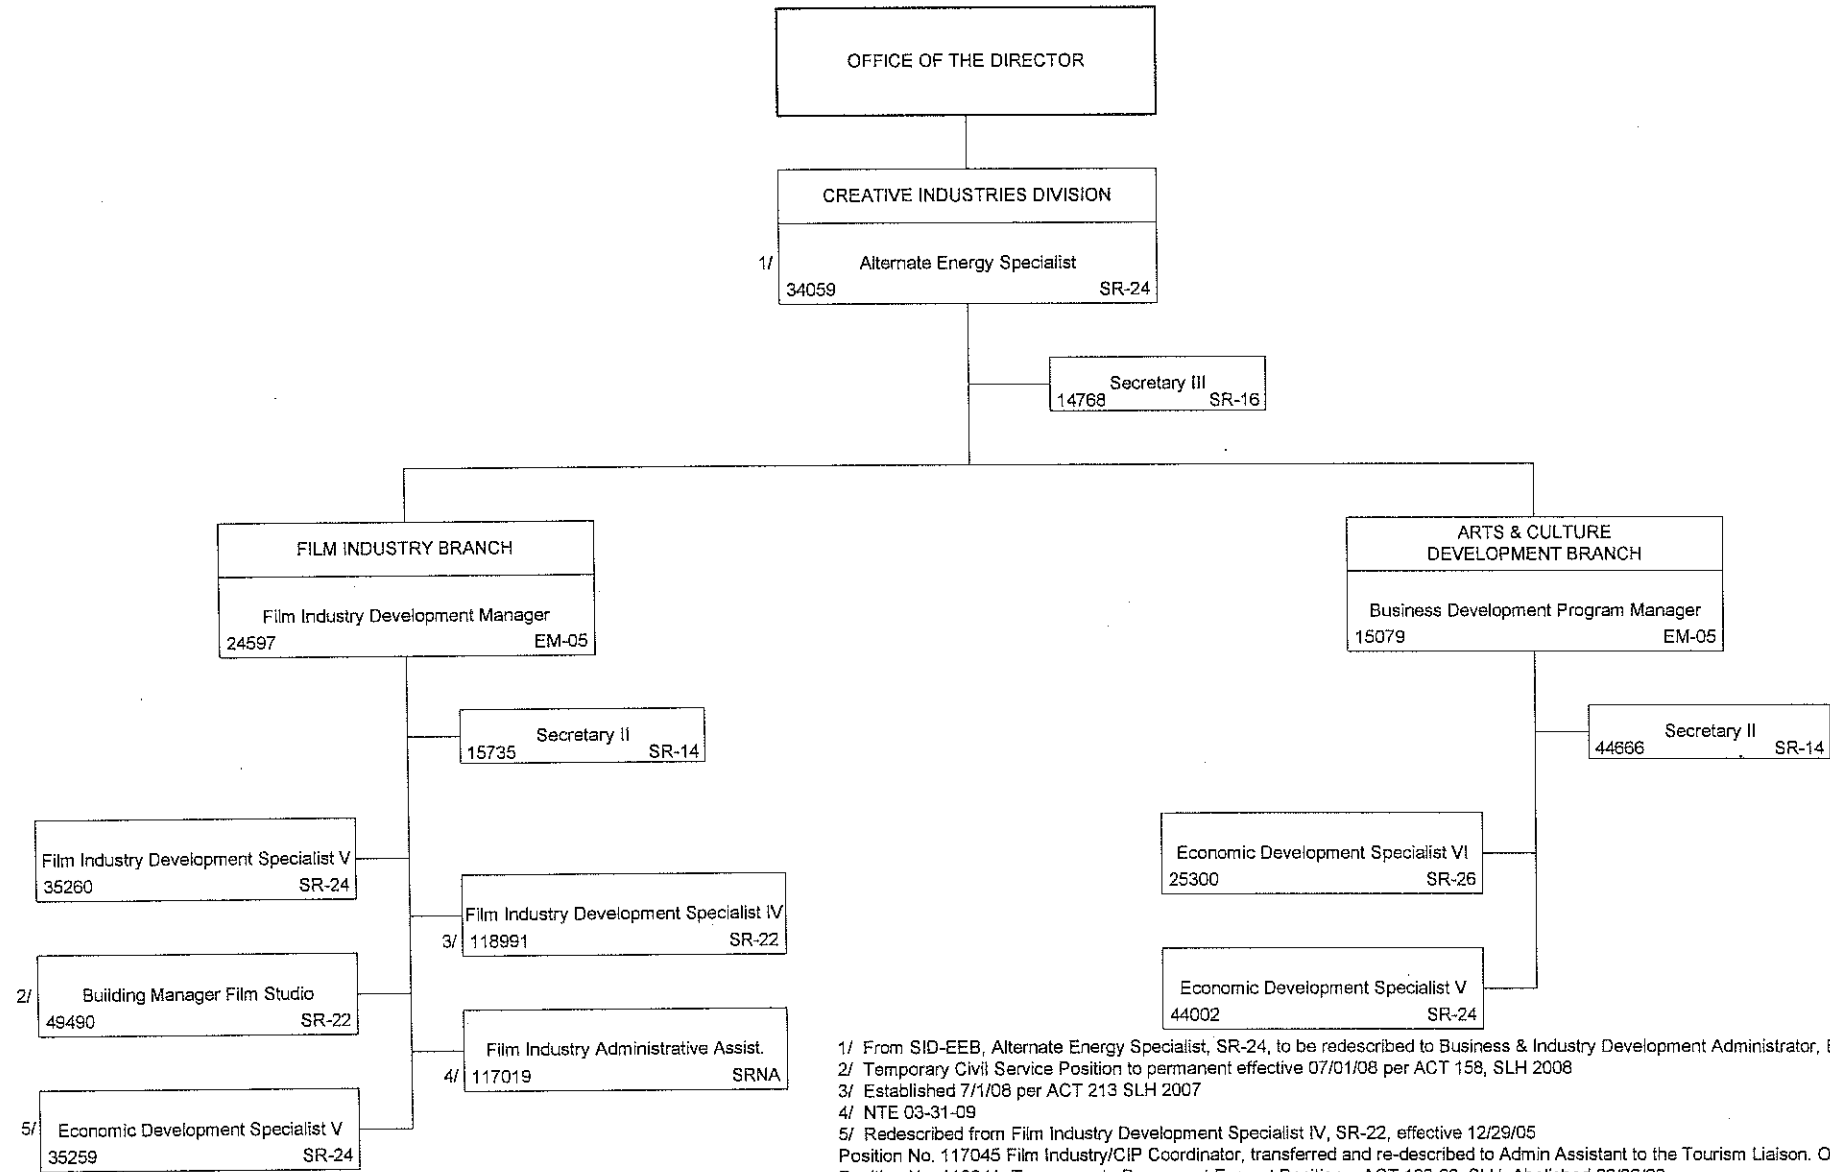 OFFICE OF THE DIRECTOR
CREATIVE INDUSTRIES DIVISION
1/ Alternate Energy Specialist
34059 SR-24
Secretary III
14768 SR-16
FILM INDUSTRY BRANCH
Film Industry Development Manager
24597 EM-05
ARTS & CULTURE
DEVELOPMENT BRANCH
Business Development Program Manager
15079 EM-05
Secretary II
15735 SR-14
Secretary II
44666 SR-14
Film Industry Development Specialist V
35260 SR-24
Film Industry Development Specialist IV
3/ 118991 SR-22
2/ Building Manager Film Studio
49490 SR-22
Film Industry Administrative Assist.
4/ 117019 SRNA
5/ Economic Development Specialist V
35259 SR-24
Economic Development Specialist VI
25300 SR-26
Economic Development Specialist V
44002 SR-24
1/ From SID-EEB, Alternate Energy Specialist, SR-24, to be redescribed to Business & Industry Development Administrator,
2/ Temporary Civil Service Position to permanent effective 07/01/08 per ACT 158, SLH 2008
3/ Established 7/1/08 per ACT 213 SLH 2007
4/ NTE 03-31-09
5/ Redescribed from Film Industry Development Specialist IV, SR-22, effective 12/29/05
Position No. 117045 Film Industry/CIP Coordinator, transferred and re-described to Admin Assistant to the Tourism Liaison.